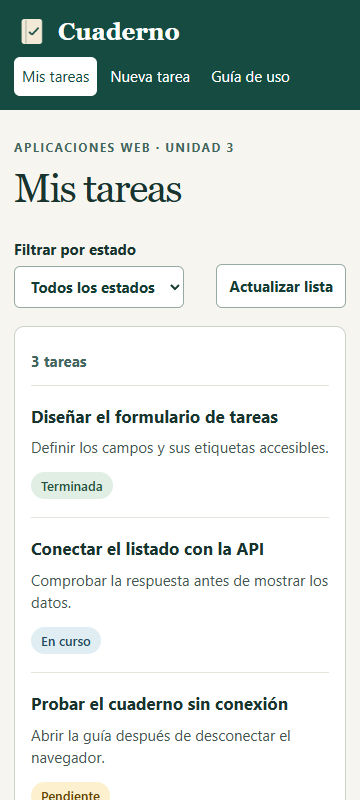 Cuaderno
Mis tareas
Nueva tarea
Guía de uso
APLICACIONES WEB · UNIDAD 3
Mis tareas
Filtrar por estado
Todos los estados
Actualizar lista
3 tareas
Diseñar el formulario de tareas
Definir los campos y sus etiquetas accesibles.
Terminada
Conectar el listado con la API
Comprobar la respuesta antes de mostrar los
datos.
En curso
Probar el cuaderno sin conexión
Abrir la guía después de desconectar el
navegador.
Pendiente